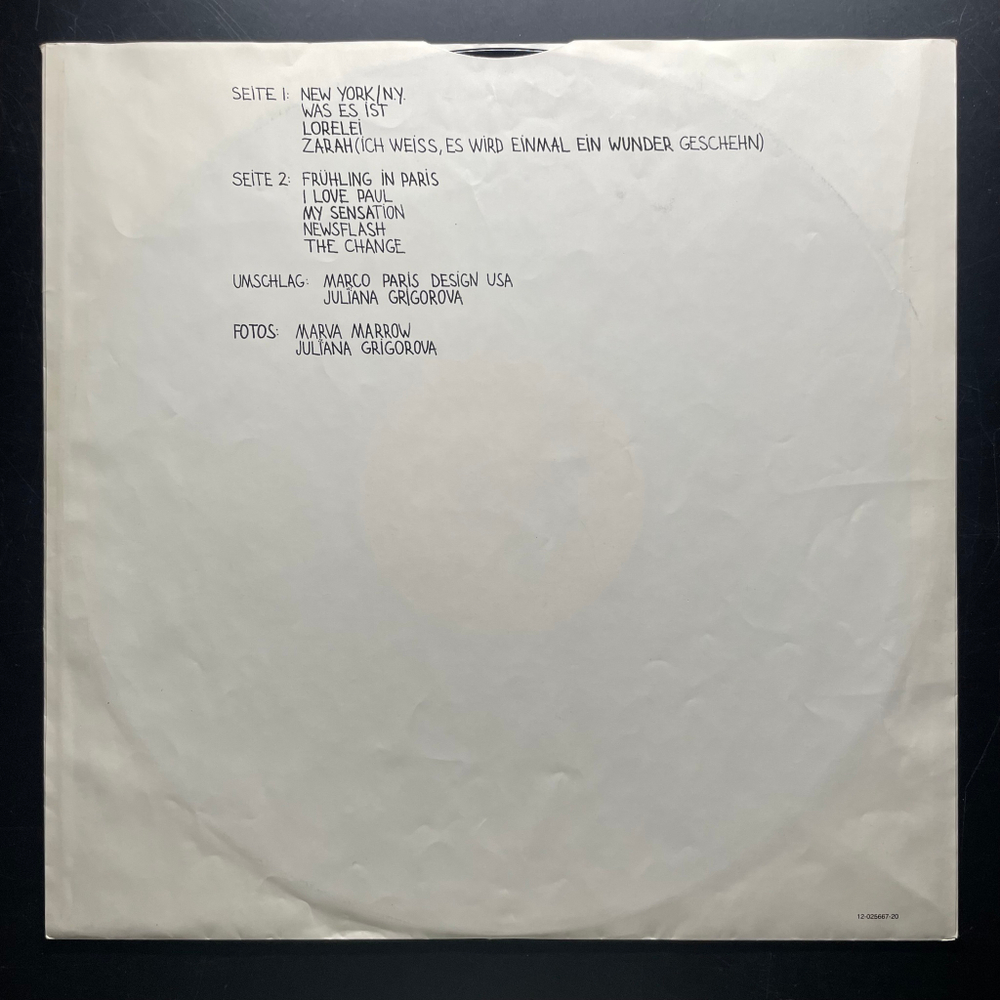 SEITE 1: NEW YORK/N.Y.
WAS ES IST
LORELEI
ZARAH (ICH WEISS, ES WIRD EINMAL EIN WUNDER GESCHEHN)
SEITE 2: FRÜHLING IN PARIS
I LOVE PAUL
MY SENSATION
NEWSFLASH
THE CHANGE
UMSCHLAG: MARCO PARIS DESIGN USA
JULIANA GRIGOROVA
FOTOS: MARVA MARROW
JULIANA GRIGOROVA
12-025667-20